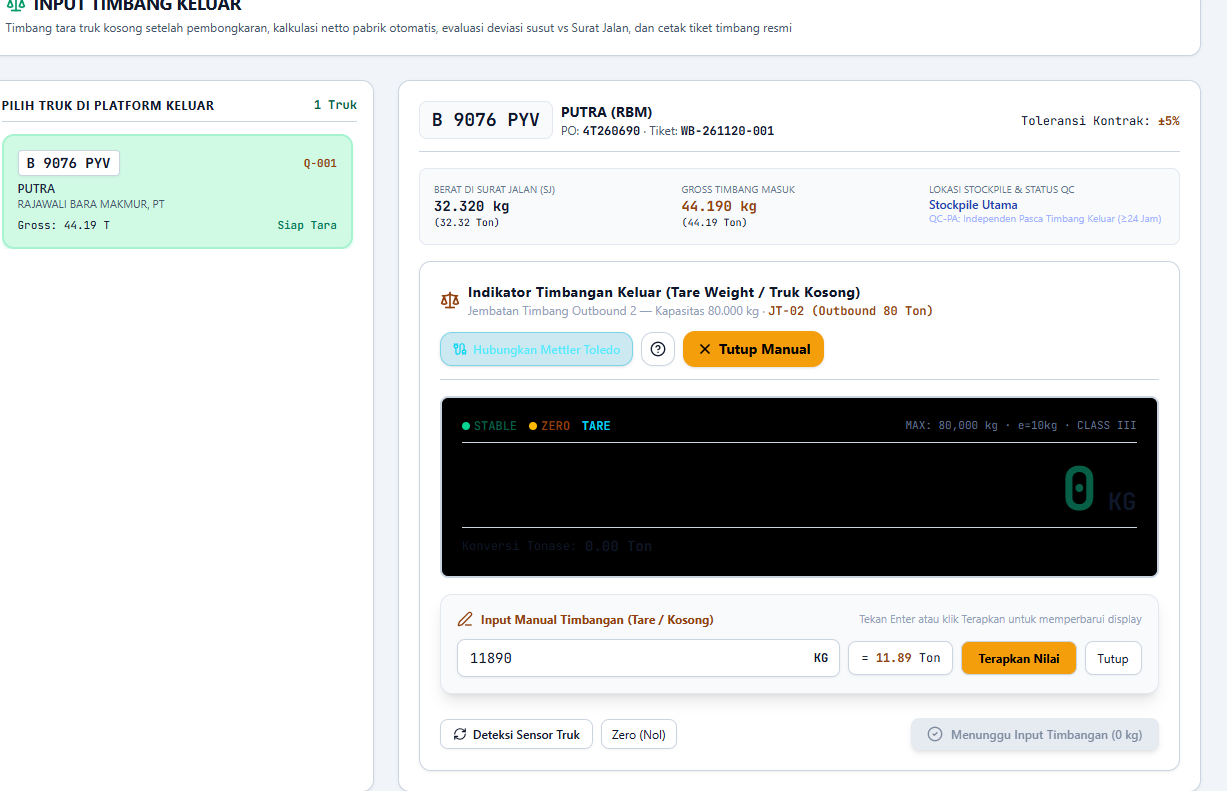 INPUT TIMBANG KELUAR
Timbang tara truk kosong setelah pembongkaran, kalkulasi netto pabrik otomatis, evaluasi deviasi susut vs Surat Jalan, dan cetak tiket timbang resmi
PILIH TRUK DI PLATFORM KELUAR
1 Truk
B 9076 PYV
Q-001
PUTRA
RAJAWALI BARA MAKMUR, PT
Gross: 44.19 T
Siap Tara
B 9076 PYV
PUTRA (RBM)
PO: 4T260690 · Tiket: WB-261120-001
Toleransi Kontrak: ±5%
BERAT DI SURAT JALAN (SJ)
32.320 kg
(32.32 Ton)
GROSS TIMBANG MASUK
44.190 kg
(44.19 Ton)
LOKASI STOCKPILE & STATUS QC
Stockpile Utama
QC-PA: Independen Pasca Timbang Keluar (≥24 Jam)
Indikator Timbangan Keluar (Tare Weight / Truk Kosong)
Jembatan Timbang Outbound 2 — Kapasitas 80.000 kg · JT-02 (Outbound 80 Ton)
Hubungkan Mettler Toledo
Tutup Manual
STABLE ZERO TARE
MAX: 80,000 kg · e=10kg · CLASS III
0 KG
Konversi Tonase: 0.00 Ton
Input Manual Timbangan (Tare / Kosong)
Tekan Enter atau klik Terapkan untuk memperbarui display
11890 KG
= 11.89 Ton
Terapkan Nilai
Tutup
Deteksi Sensor Truk
Zero (Nol)
Menunggu Input Timbangan (0 kg)